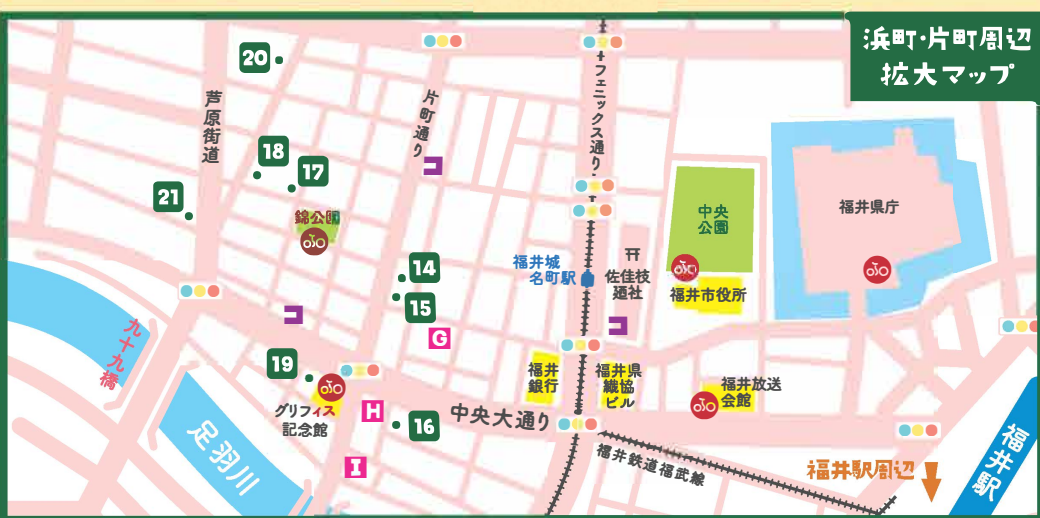 浜町・片町周辺
拡大マップ
20
芦原街道
片町通り
フェニックス通り
18
17
コ
21
錦公園
中央
公園
福井県庁
14
福井城
名町駅
佐佳枝
廼社
福井市役所
15
コ
コ
G
九十九橋
19
福井
銀行
福井県
繊協
ビル
福井放送
会館
グリフィス
記念館
H
16
中央大通り
足羽川
I
福井鉄道福武線
福井駅周辺
福井駅